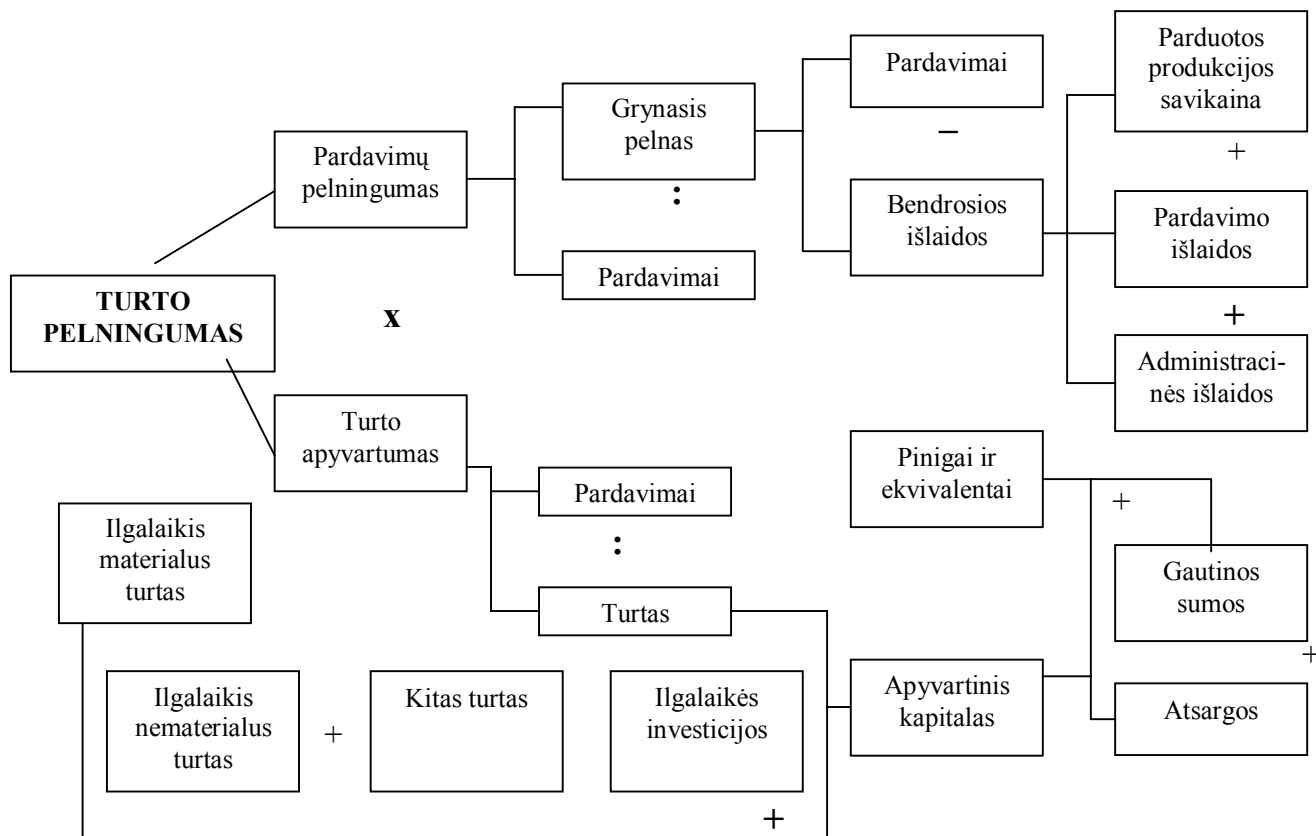 Pardavimai
Parduotos
produkcijos
savikaina
Grynasis
pelnas
–
+
Pardavimų
pelningumas
:
Bendrosios
išlaidos
Pardavimo
išlaidos
Pardavimai
TURTO
PELNINGUMAS
x
+
Administraci-
nės išlaidos
Turto
apyvartumas
Pinigai ir
ekvivalentai
Pardavimai
+
Ilgalaikis
materialus
turtas
:
Gautinos
sumos
Turtas
+
Ilgalaikis
nematerialus
turtas
+
Kitas turtas
Ilgalaikės
investicijos
Apyvartinis
kapitalas
Atsargos
+